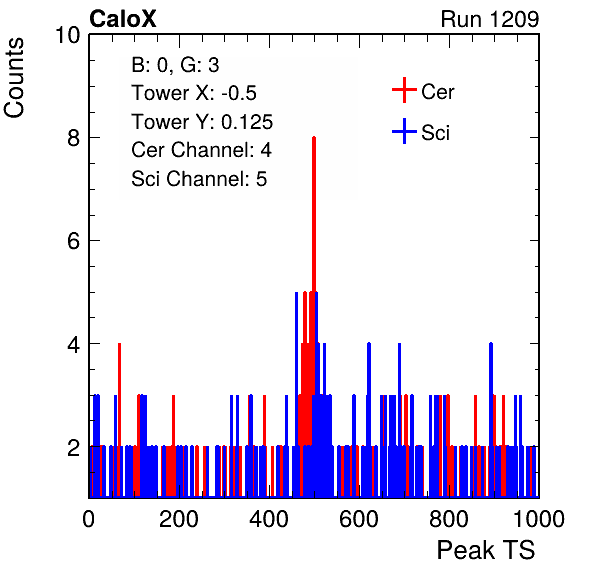 CaloX Run 1209
Counts
10
8
6
4
2
B: 0, G: 3
Tower X: -0.5
Tower Y: 0.125
Cer Channel: 4
Sci Channel: 5
Cer
Sci
0 200 400 600 800 1000
Peak TS